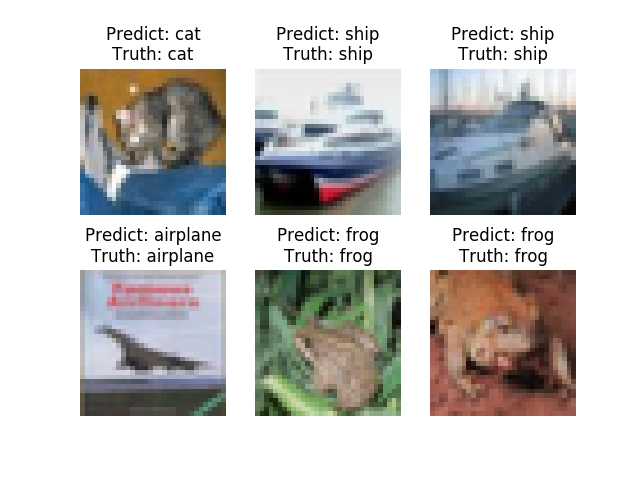 Predict: cat
Truth: cat
Predict: ship
Truth: ship
Predict: ship
Truth: ship
Predict: airplane
Truth: airplane
Predict: frog
Truth: frog
Predict: frog
Truth: frog